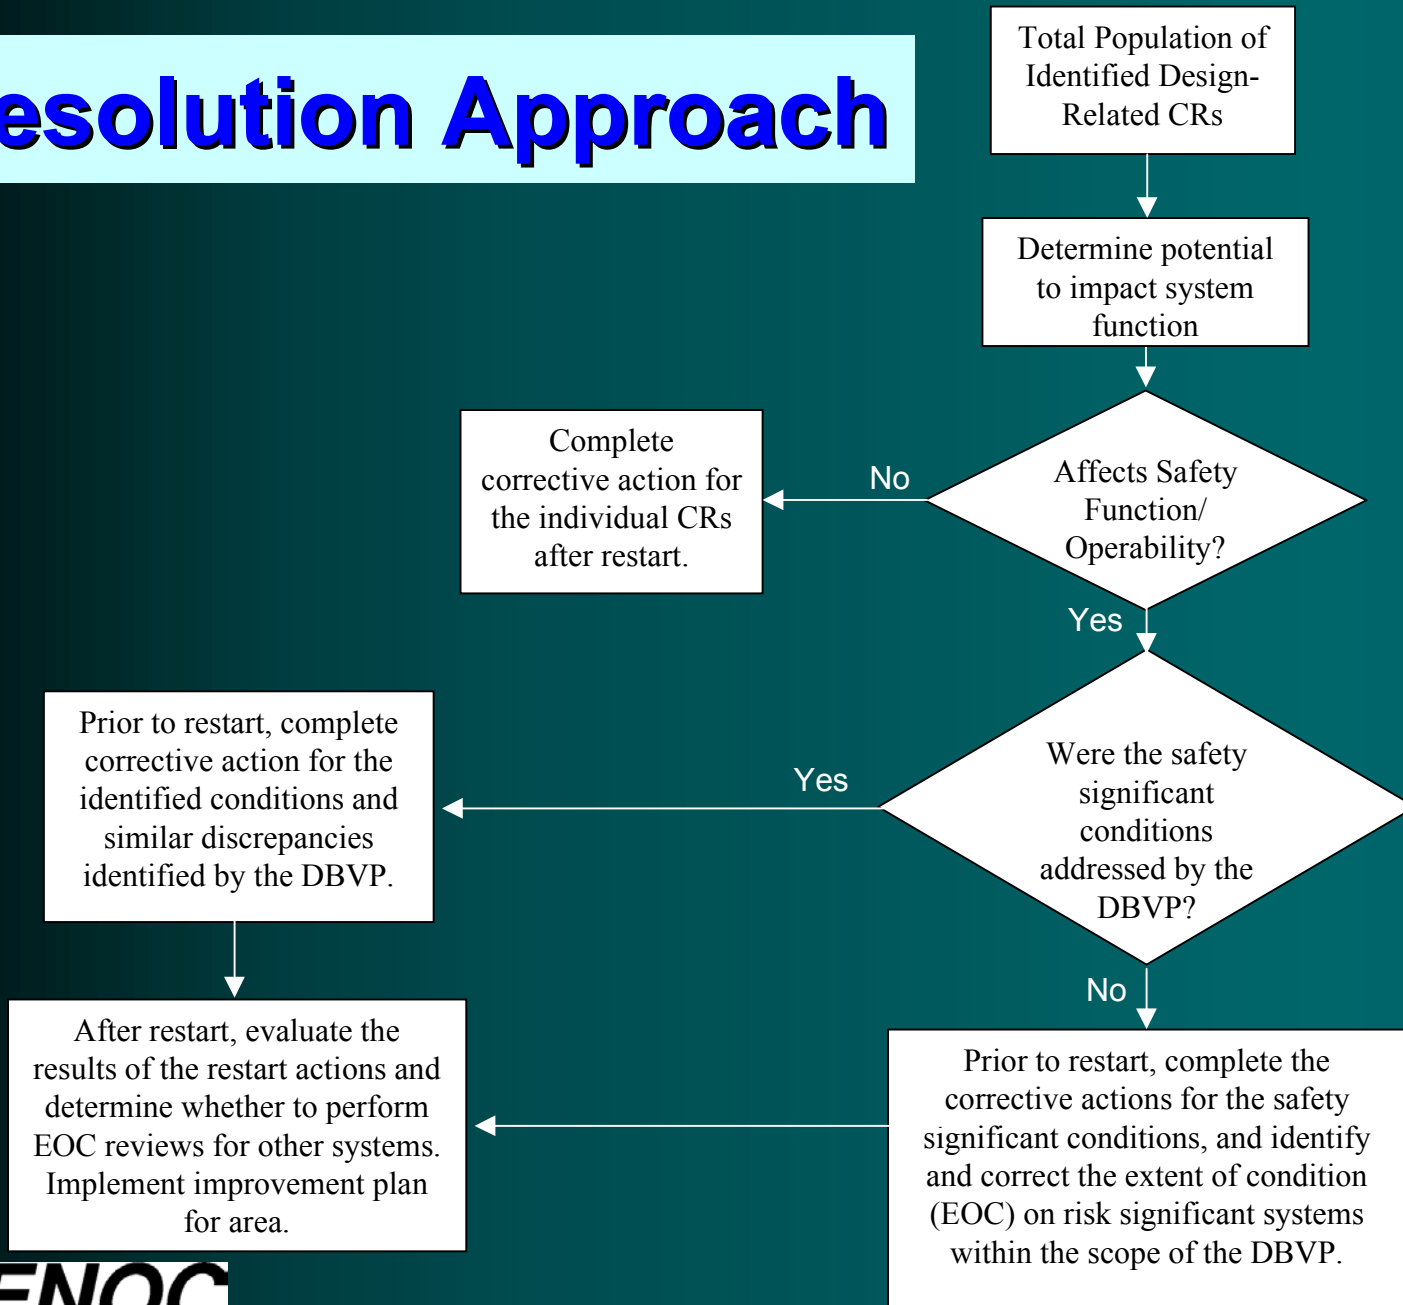 esolution Approach
Total Population of
Identified Design-
Related CRs
Determine potential
to impact system
function
Affects Safety
Function/
Operability?
No
Complete
corrective action for
the individual CRs
after restart.
Yes
Were the safety
significant
conditions
addressed by the
DBVP?
Yes
Prior to restart, complete
corrective action for the
identified conditions and
similar discrepancies
identified by the DBVP.
No
Prior to restart, complete the
corrective actions for the safety
significant conditions, and identify
and correct the extent of condition
(EOC) on risk significant systems
within the scope of the DBVP.
After restart, evaluate the
results of the restart actions and
determine whether to perform
EOC reviews for other systems.
Implement improvement plan
for area.
ENOC